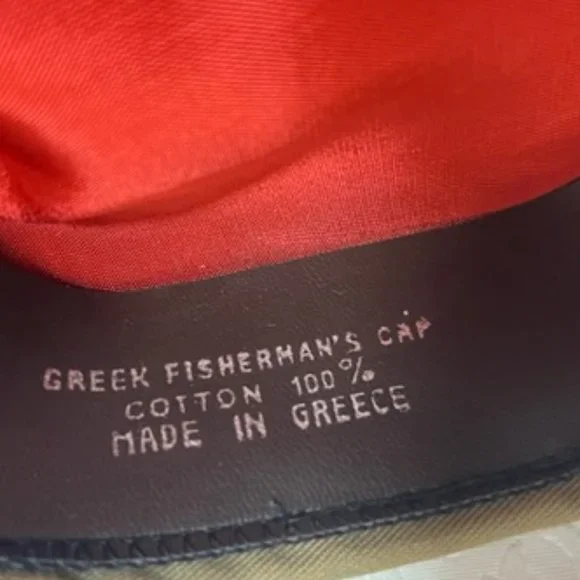 GREEK FISHERMAN'S CAP
COTTON 100%
MADE IN GREECE